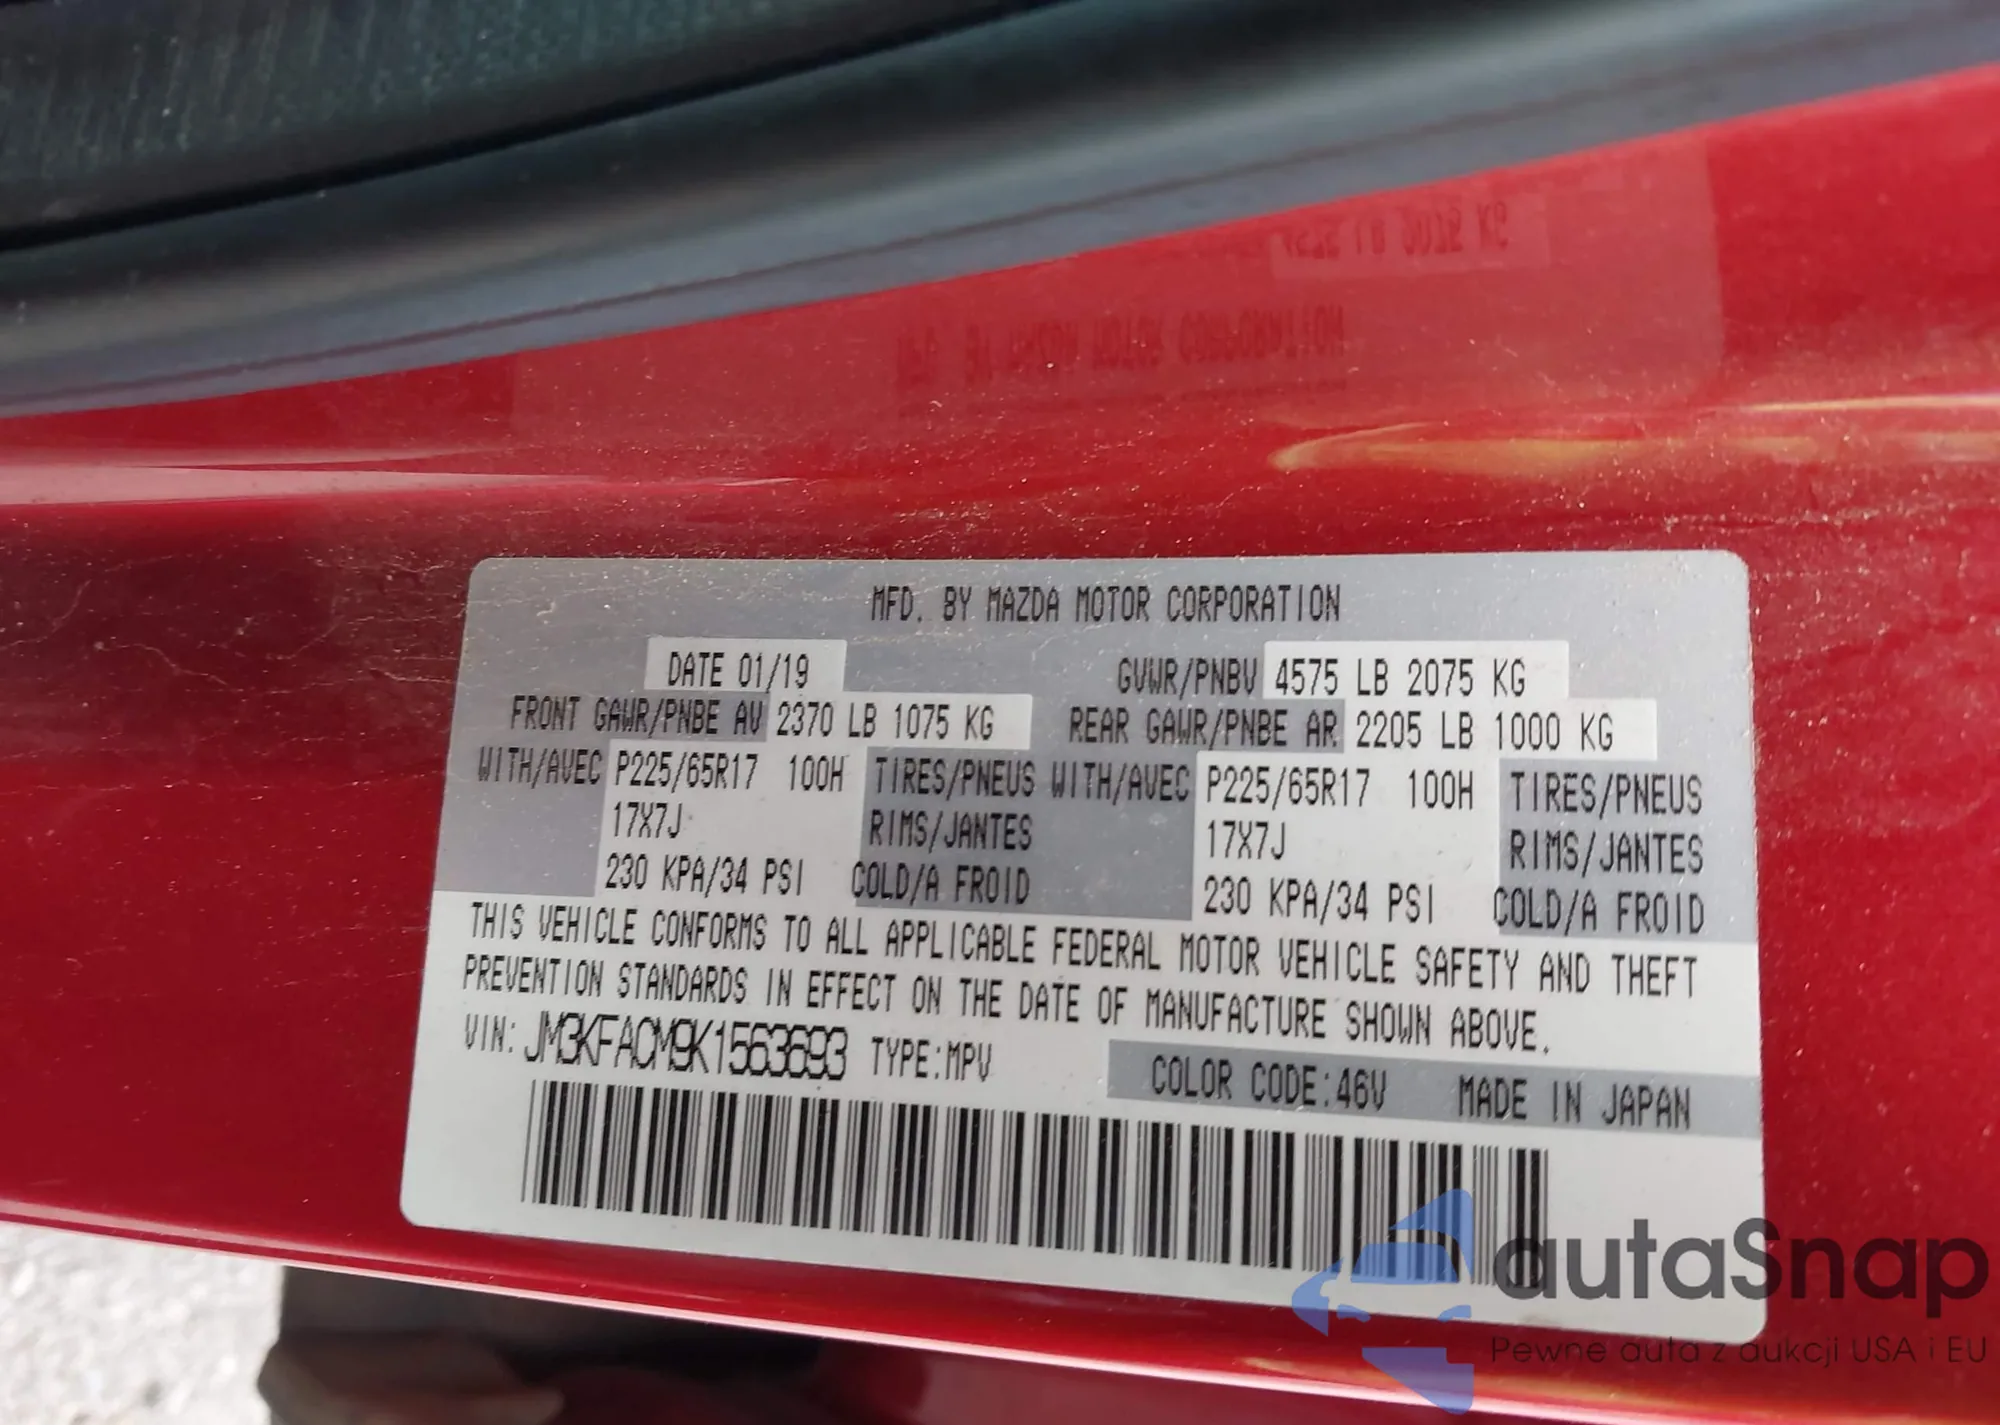 MFD. BY MAZDA MOTOR CORPORATION
DATE 01/19 GVWR/PNBV 4575 LB 2075 KG
FRONT GAWR/PNBE AV 2370 LB 1075 KG REAR GAWR/PNBE AR 2205 LB 1000 KG
WITH/AVEC P225/65R17 100H TIRES/PNEUS WITH/AVEC P225/65R17 100H TIRES/PNEUS
17X7J RIMS/JANTES 17X7J RIMS/JANTES
230 KPA/34 PSI COLD/A FROID 230 KPA/34 PSI COLD/A FROID
THIS VEHICLE CONFORMS TO ALL APPLICABLE FEDERAL MOTOR VEHICLE SAFETY AND THEFT
PREVENTION STANDARDS IN EFFECT ON THE DATE OF MANUFACTURE SHOWN ABOVE.
VIN: JM3KFACM9K1563693 TYPE:MPV
COLOR CODE:46V MADE IN JAPAN
autaSnap
Pewne auta z aukcji USA i EU